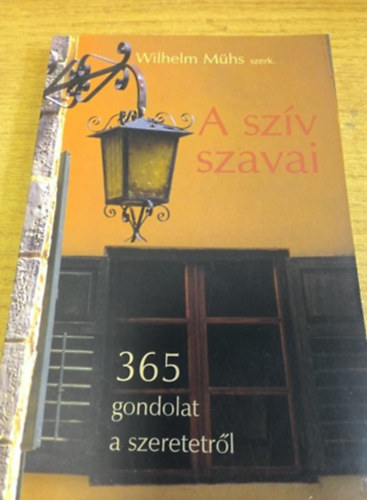 Wilhelm Mühs szerk.
A szív
szavai
365
gondolat
a szeretetről